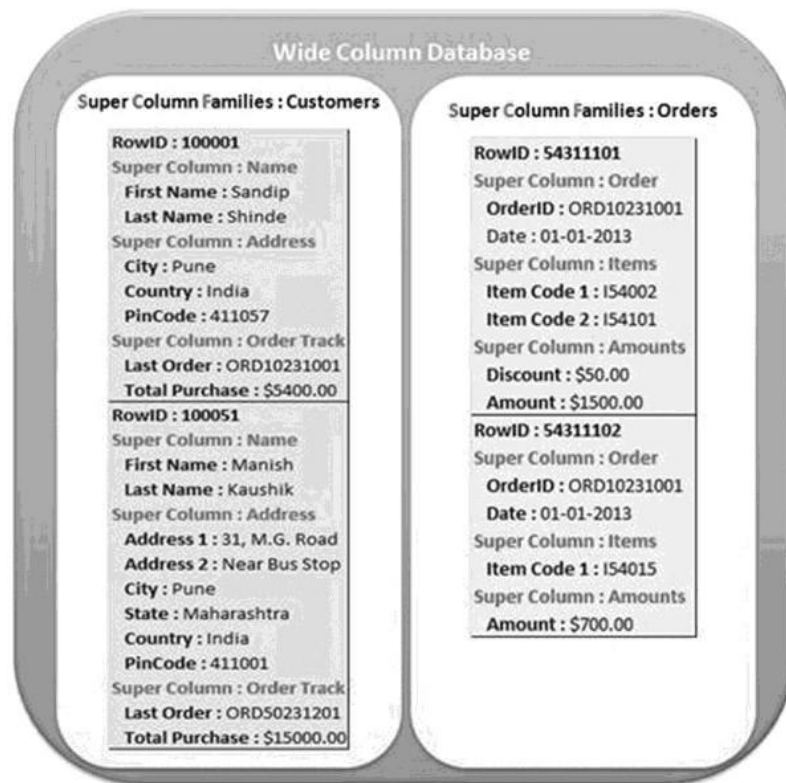 Wide Column Database
Super Column Families : Customers
RowID : 100001
Super Column : Name
First Name : Sandip
Last Name : Shinde
Super Column : Address
City : Pune
Country : India
PinCode : 411057
Super Column : Order Track
Last Order : ORD10231001
Total Purchase : $5400.00
RowID : 100051
Super Column : Name
First Name : Manish
Last Name : Kaushik
Super Column : Address
Address 1 : 31, M.G. Road
Address 2 : Near Bus Stop
City : Pune
State : Maharashtra
Country : India
PinCode : 411001
Super Column : Order Track
Last Order : ORD50231201
Total Purchase : $15000.00
Super Column Families : Orders
RowID : 54311101
Super Column : Order
OrderID : ORD10231001
Date : 01-01-2013
Super Column : Items
Item Code 1 : I54002
Item Code 2 : I54101
Super Column : Amounts
Discount : $50.00
Amount : $1500.00
RowID : 54311102
Super Column : Order
OrderID : ORD10231001
Date : 01-01-2013
Super Column : Items
Item Code 1 : I54015
Super Column : Amounts
Amount : $700.00